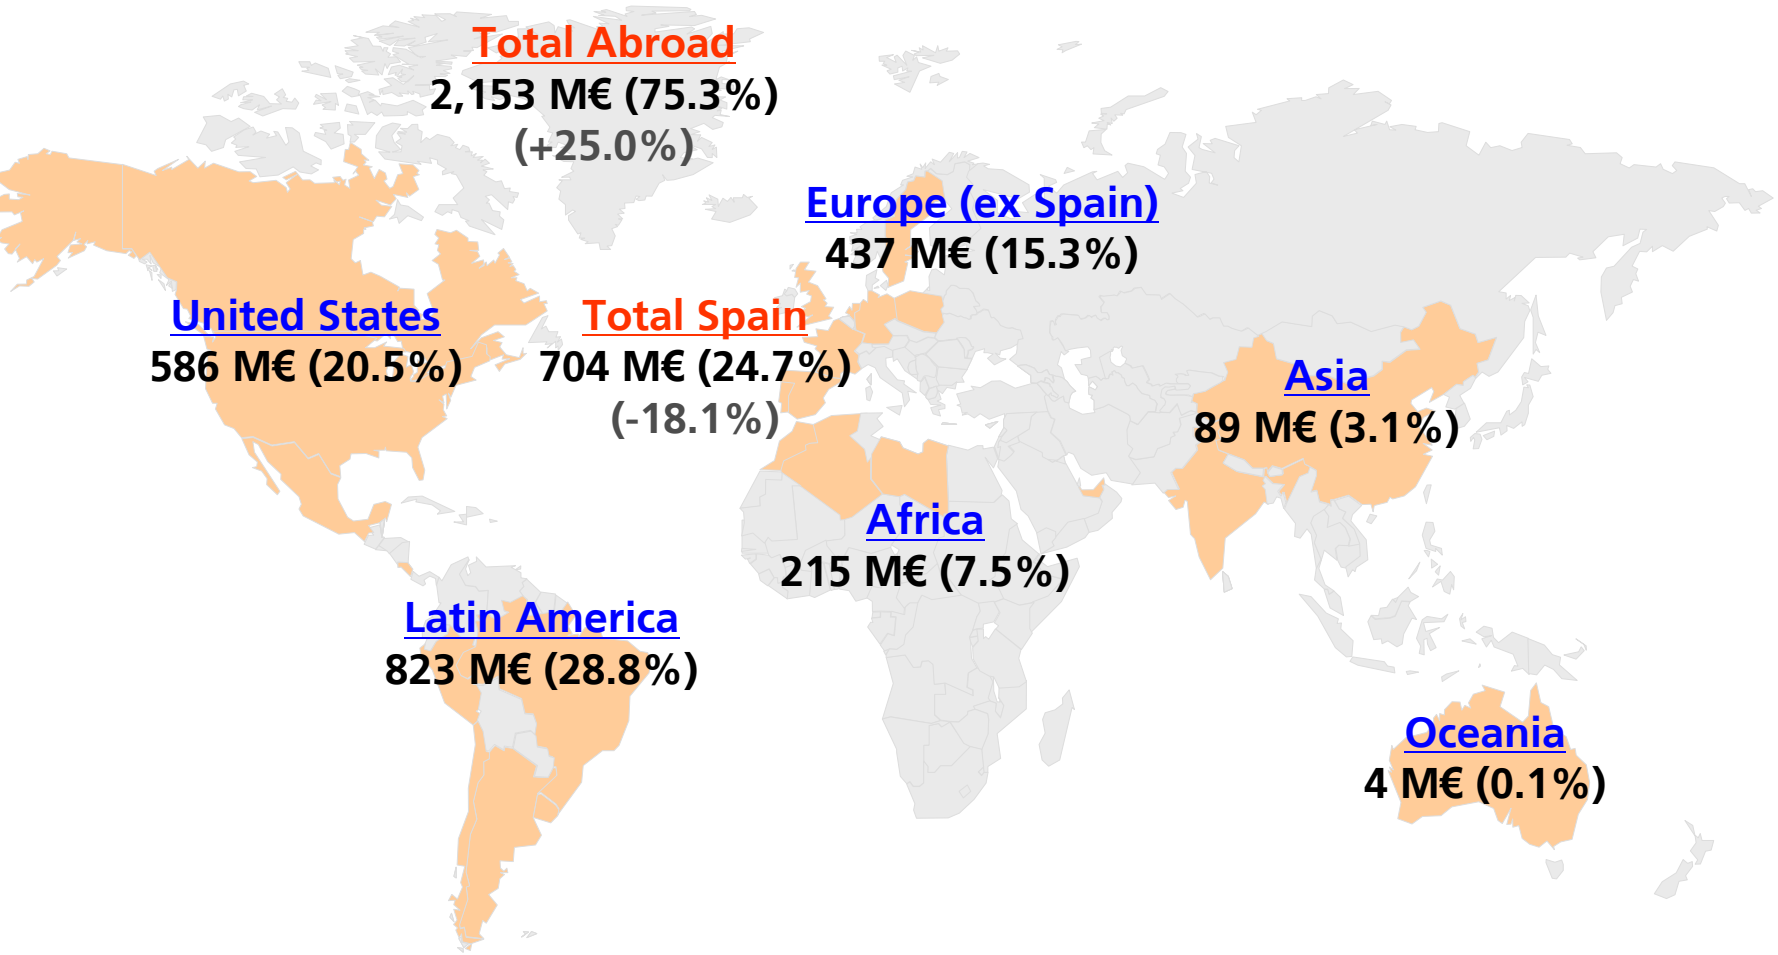 Total Abroad
2,153 M€ (75.3%)
(+25.0%)
Europe (ex Spain)
437 M€ (15.3%)
United States
586 M€ (20.5%)
Total Spain
704 M€ (24.7%)
(-18.1%)
Asia
89 M€ (3.1%)
Africa
215 M€ (7.5%)
Latin America
823 M€ (28.8%)
Oceania
4 M€ (0.1%)